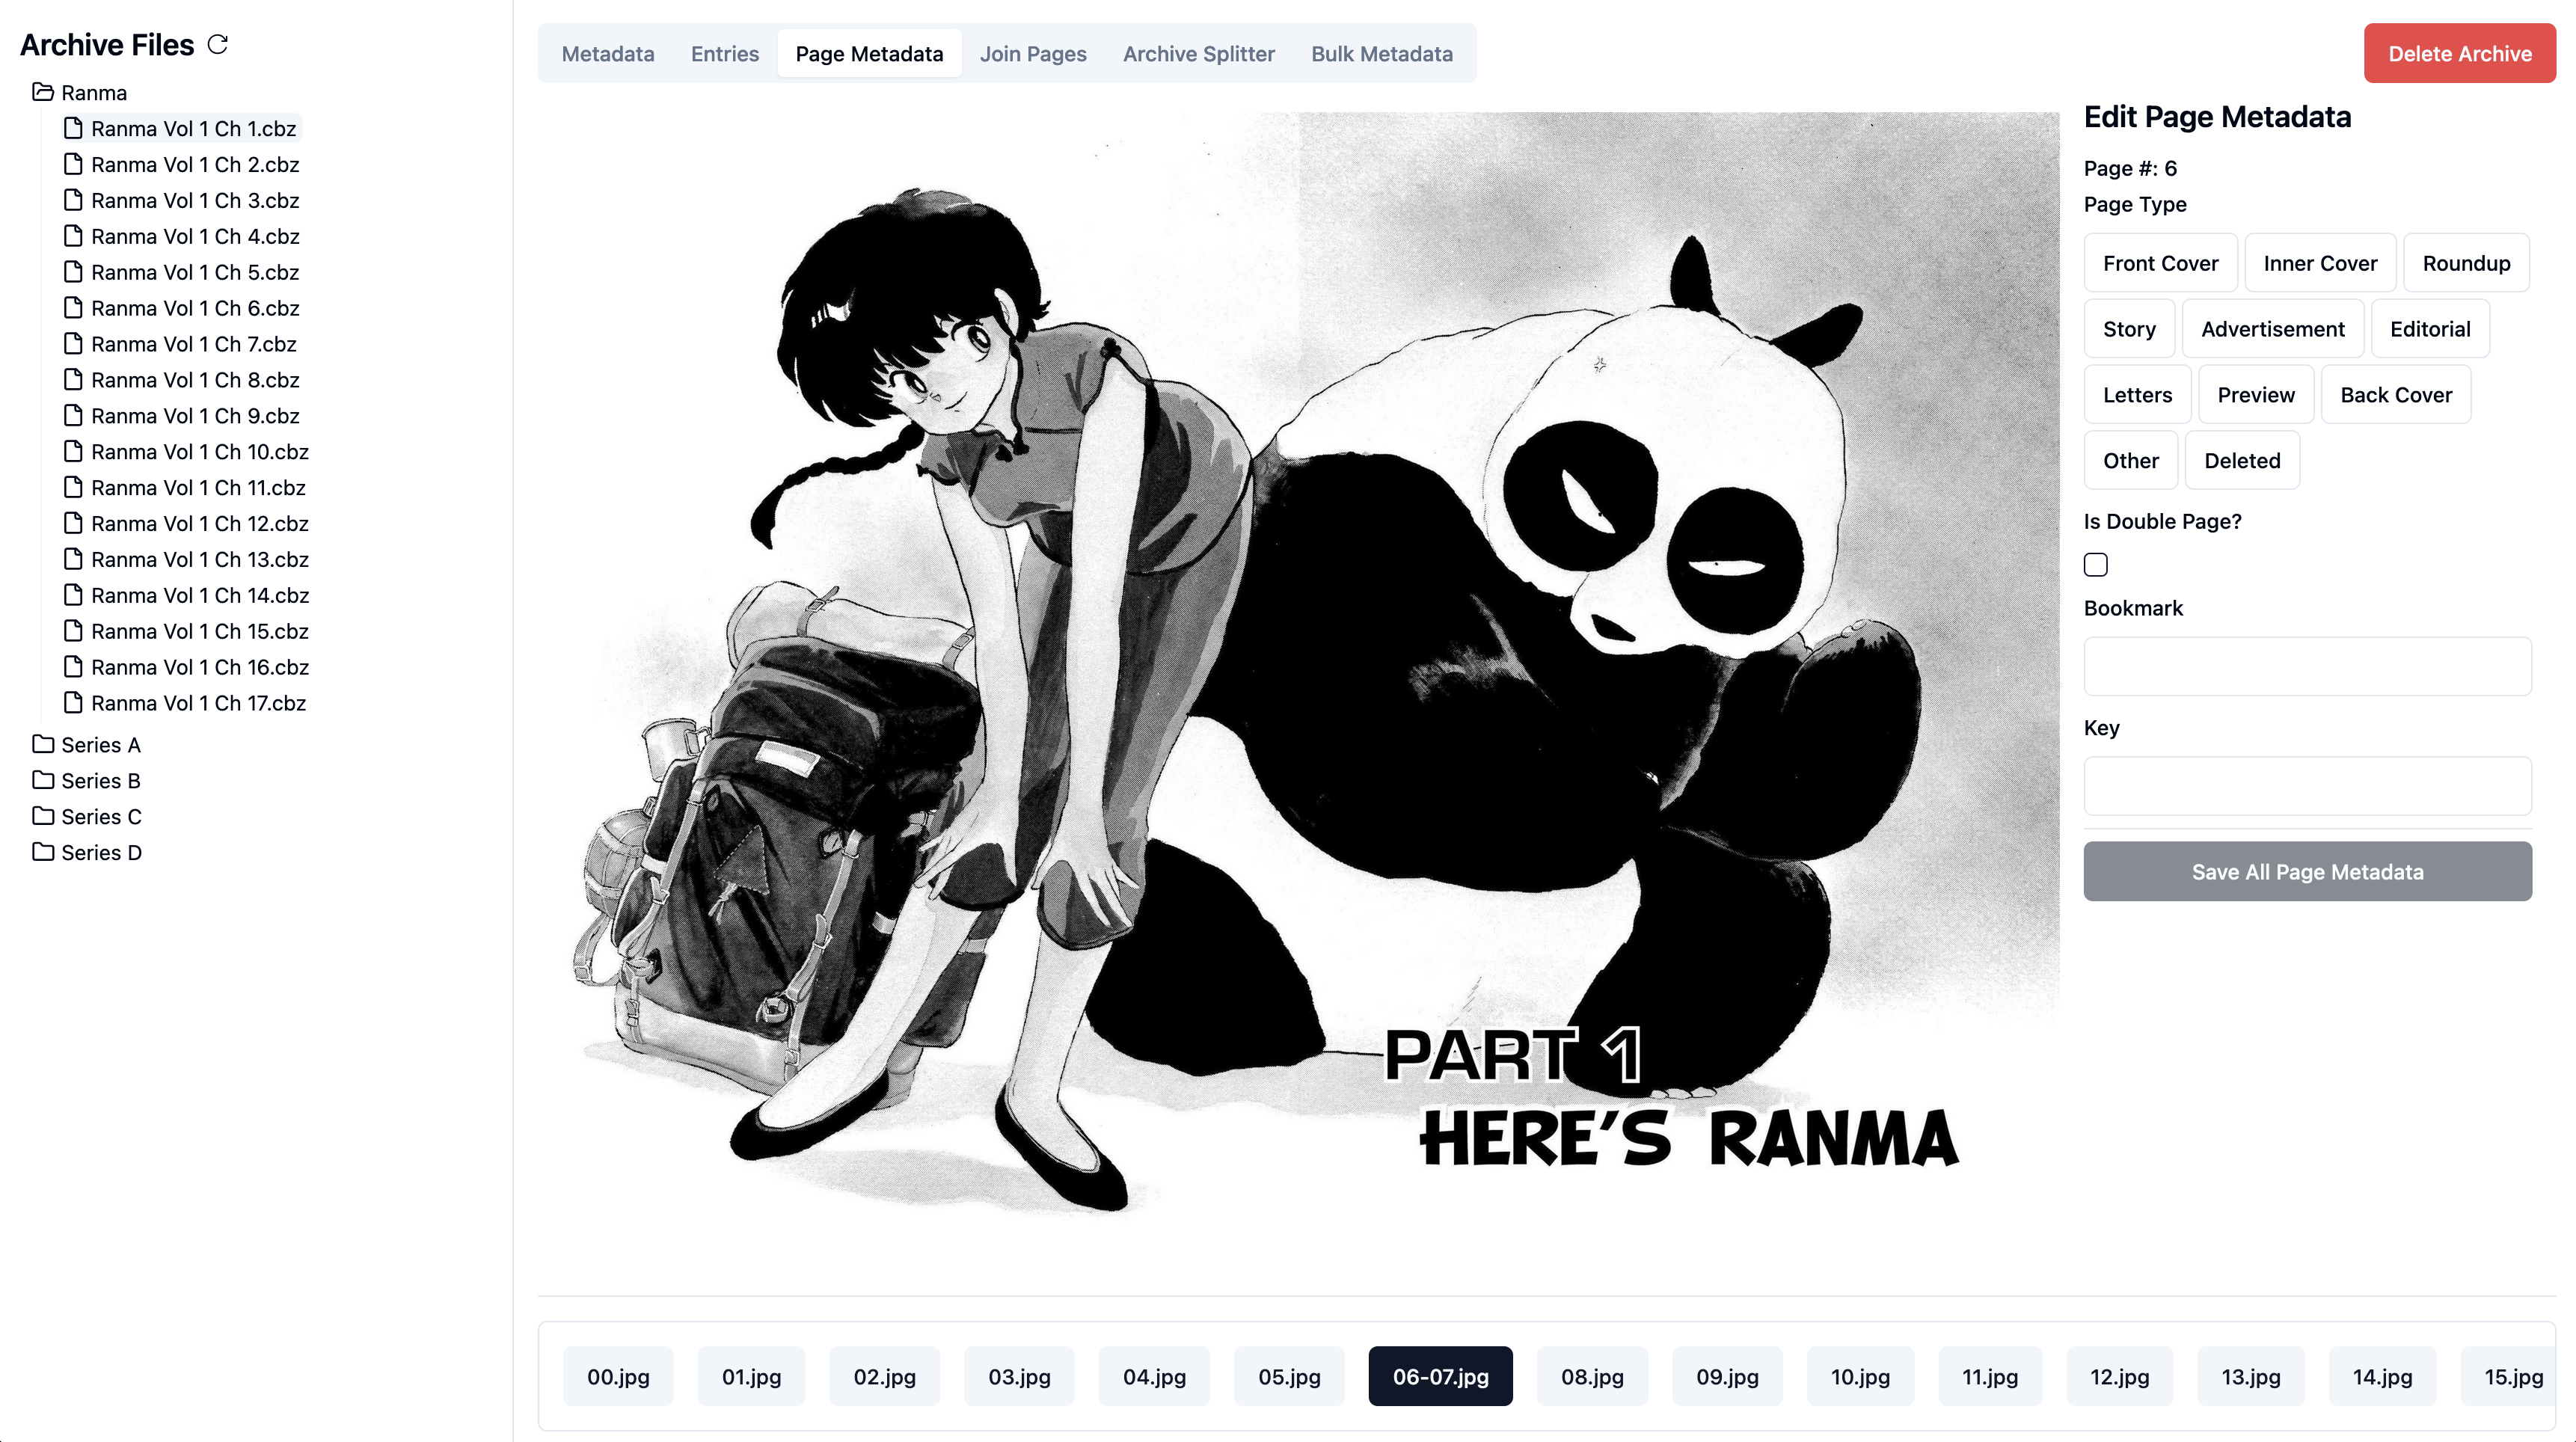 Archive Files
Ranma
Ranma Vol 1 Ch 1.cbz
Ranma Vol 1 Ch 2.cbz
Ranma Vol 1 Ch 3.cbz
Ranma Vol 1 Ch 4.cbz
Ranma Vol 1 Ch 5.cbz
Ranma Vol 1 Ch 6.cbz
Ranma Vol 1 Ch 7.cbz
Ranma Vol 1 Ch 8.cbz
Ranma Vol 1 Ch 9.cbz
Ranma Vol 1 Ch 10.cbz
Ranma Vol 1 Ch 11.cbz
Ranma Vol 1 Ch 12.cbz
Ranma Vol 1 Ch 13.cbz
Ranma Vol 1 Ch 14.cbz
Ranma Vol 1 Ch 15.cbz
Ranma Vol 1 Ch 16.cbz
Ranma Vol 1 Ch 17.cbz
Series A
Series B
Series C
Series D
Metadata Entries Page Metadata Join Pages Archive Splitter Bulk Metadata Delete Archive
PART 1
HERE'S RANMA
Edit Page Metadata
Page #: 6
Page Type
Front Cover Inner Cover Roundup
Story Advertisement Editorial
Letters Preview Back Cover
Other Deleted
Is Double Page?
Bookmark
Key
Save All Page Metadata
00.jpg 01.jpg 02.jpg 03.jpg 04.jpg 05.jpg 06-07.jpg 08.jpg 09.jpg 10.jpg 11.jpg 12.jpg 13.jpg 14.jpg 15.jpg